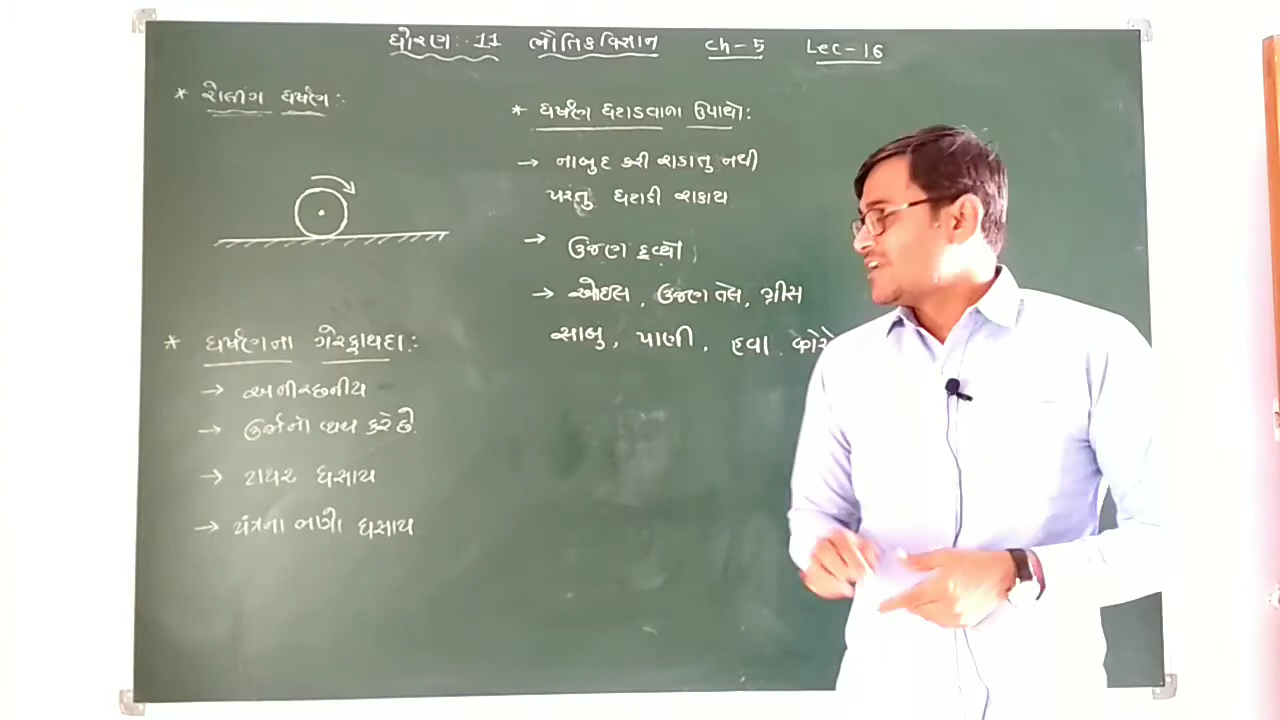 ધોરણ : 11 ભૌતિકવિજ્ઞાન ch-5 Lec-16
* રોલીંગ ઘર્ષણ :
* ઘર્ષણના ગેરફાયદા :
→ અનીચ્છનીય
→ ઉર્જાનો વ્યય કરે છે.
→ ટાયર ઘસાય
→ યંત્રના ભાગો ઘસાય
* ઘર્ષણ ઘટાડવાના ઉપાયો :
→ નાબુદ કરી શકાતુ નથી
પરંતુ ઘટાડી શકાય
→ ઉંજણ દ્રવ્યો
→ ઓઇલ, ઉંજણ તેલ, ગ્રીસ
સાબુ, પાણી, હવા